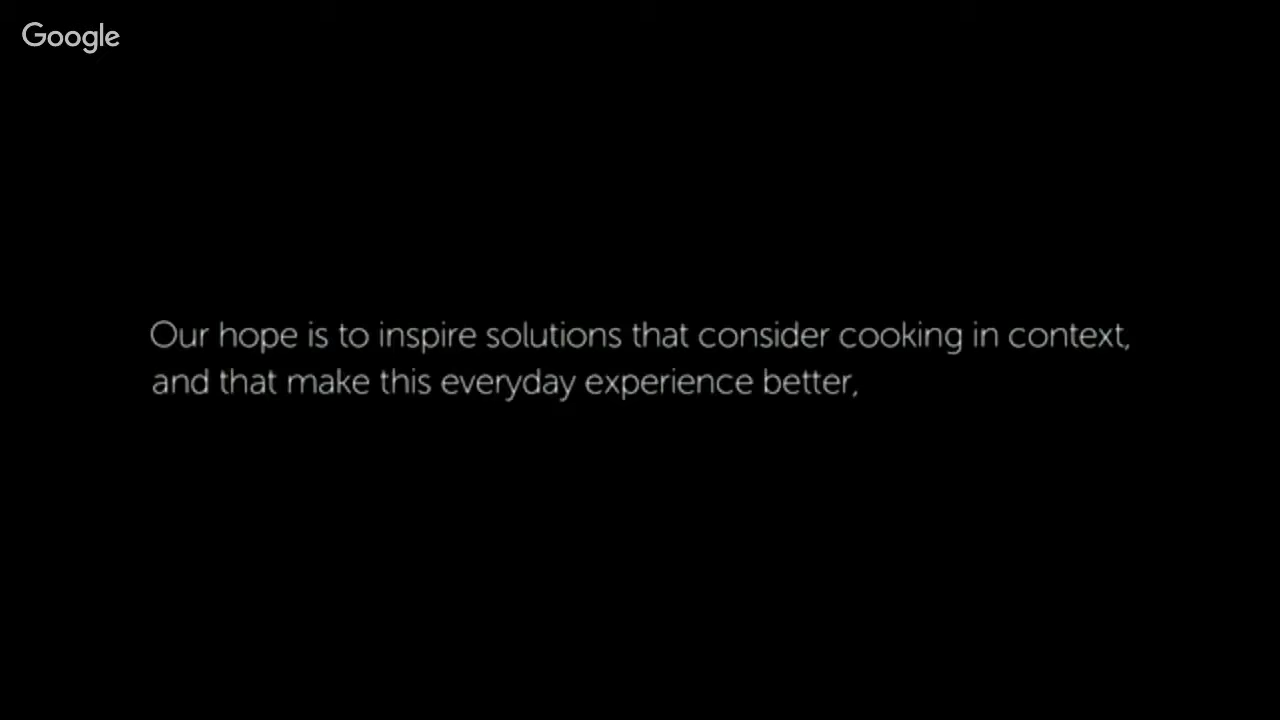 Google
Our hope is to inspire solutions that consider cooking in context,
and that make this everyday experience better,